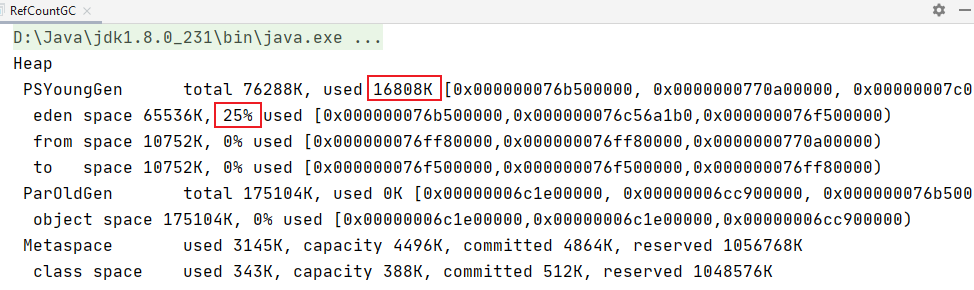 RefCountGC ×
D:\Java\jdk1.8.0_231\bin\java.exe ...
Heap
PSYoungGen total 76288K, used 16808K [0x000000076b500000, 0x0000000770a00000, 0x00000007c0
eden space 65536K, 25% used [0x000000076b500000,0x000000076c56a1b0,0x000000076f500000)
from space 10752K, 0% used [0x000000076ff80000,0x000000076ff80000,0x0000000770a00000)
to space 10752K, 0% used [0x000000076f500000,0x000000076f500000,0x000000076ff80000)
ParOldGen total 175104K, used 0K [0x00000006c1e00000, 0x00000006cc900000, 0x000000076b500
object space 175104K, 0% used [0x00000006c1e00000,0x00000006c1e00000,0x00000006cc900000)
Metaspace used 3145K, capacity 4496K, committed 4864K, reserved 1056768K
class space used 343K, capacity 388K, committed 512K, reserved 1048576K